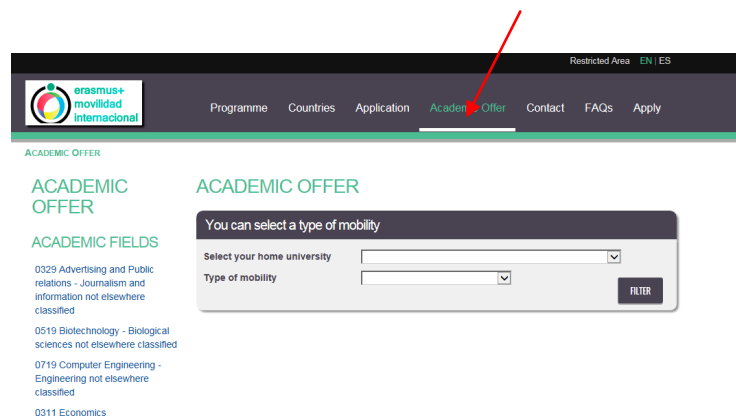 Restricted Area EN | ES
erasmus+
movilidad
internacional
Programme Countries Application Academic Offer Contact FAQs Apply
ACADEMIC OFFER
ACADEMIC
OFFER
ACADEMIC FIELDS
0329 Advertising and Public
relations - Journalism and
information not elsewhere
classified
0519 Biotechnology - Biological
sciences not elsewhere classified
0719 Computer Engineering -
Engineering not elsewhere
classified
0311 Economics
ACADEMIC OFFER
You can select a type of mobility
Select your home university
Type of mobility
FILTER